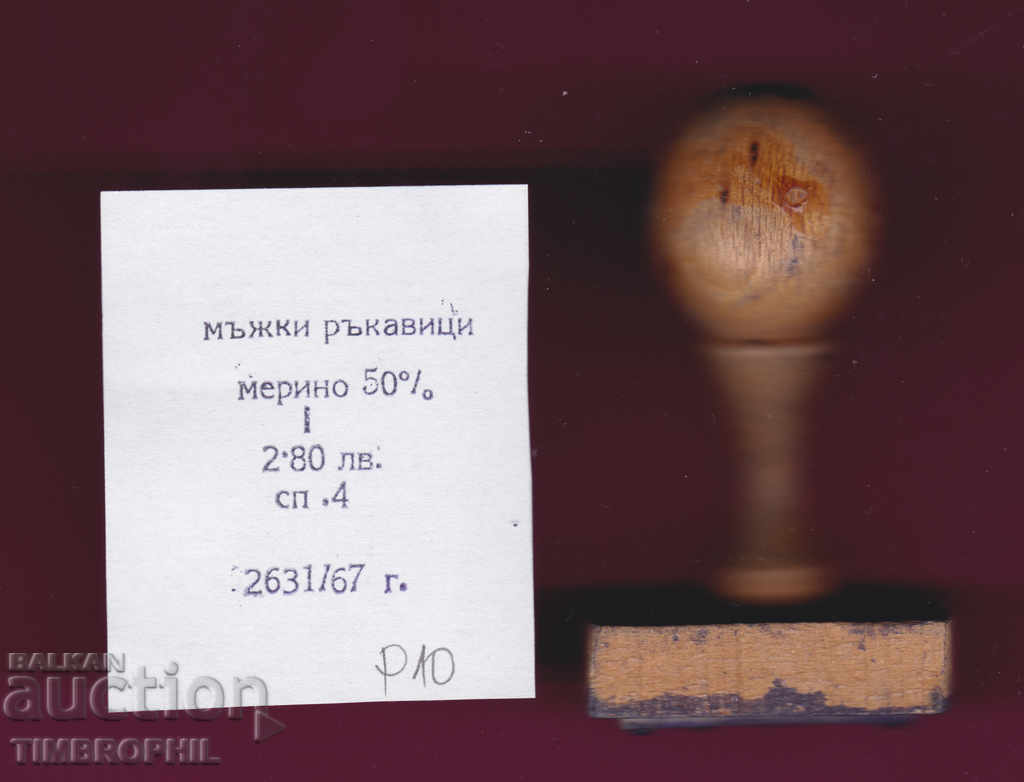 мъжки ръкавици
мерино 50%
I
2.80 лв.
сп .4
2631/67 г.
P10
BALKAN
auction
TIMBROPHIL